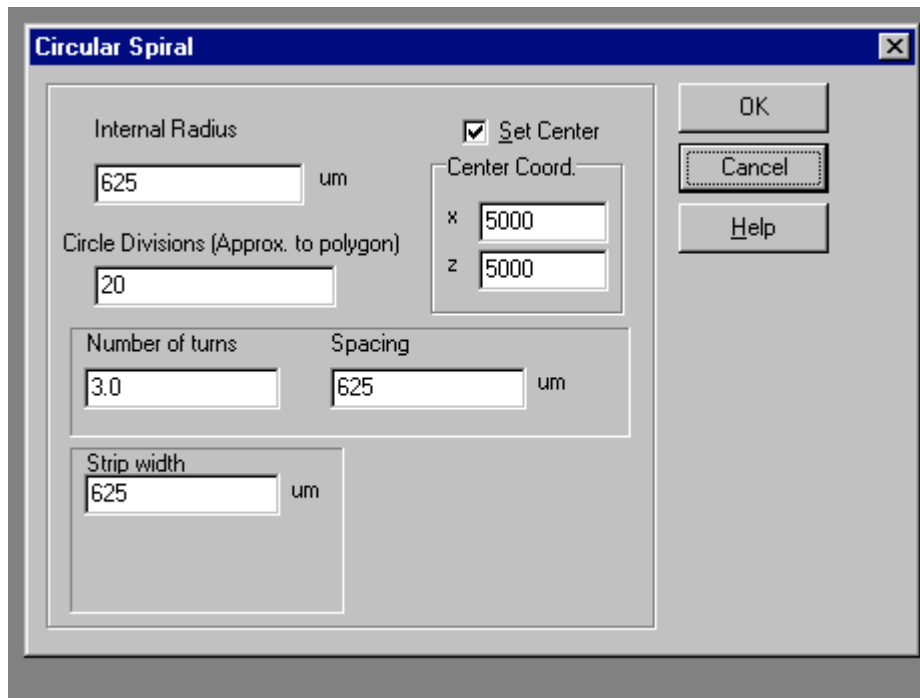 Circular Spiral
Internal Radius
Set Center
OK
625 um
Center Coord.
Cancel
x 5000
Circle Divisions (Approx. to polygon)
z 5000
Help
20
Number of turns Spacing
3.0 625 um
Strip width
625 um